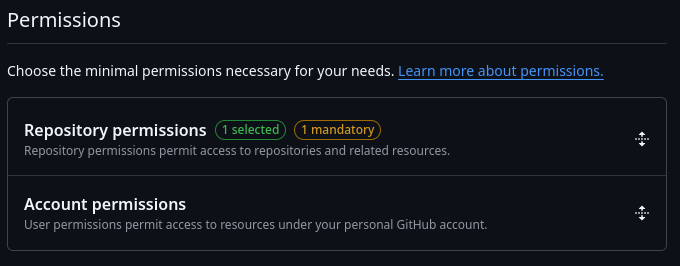 Permissions
Choose the minimal permissions necessary for your needs. Learn more about permissions.
Repository permissions 1 selected 1 mandatory
Repository permissions permit access to repositories and related resources.
Account permissions
User permissions permit access to resources under your personal GitHub account.